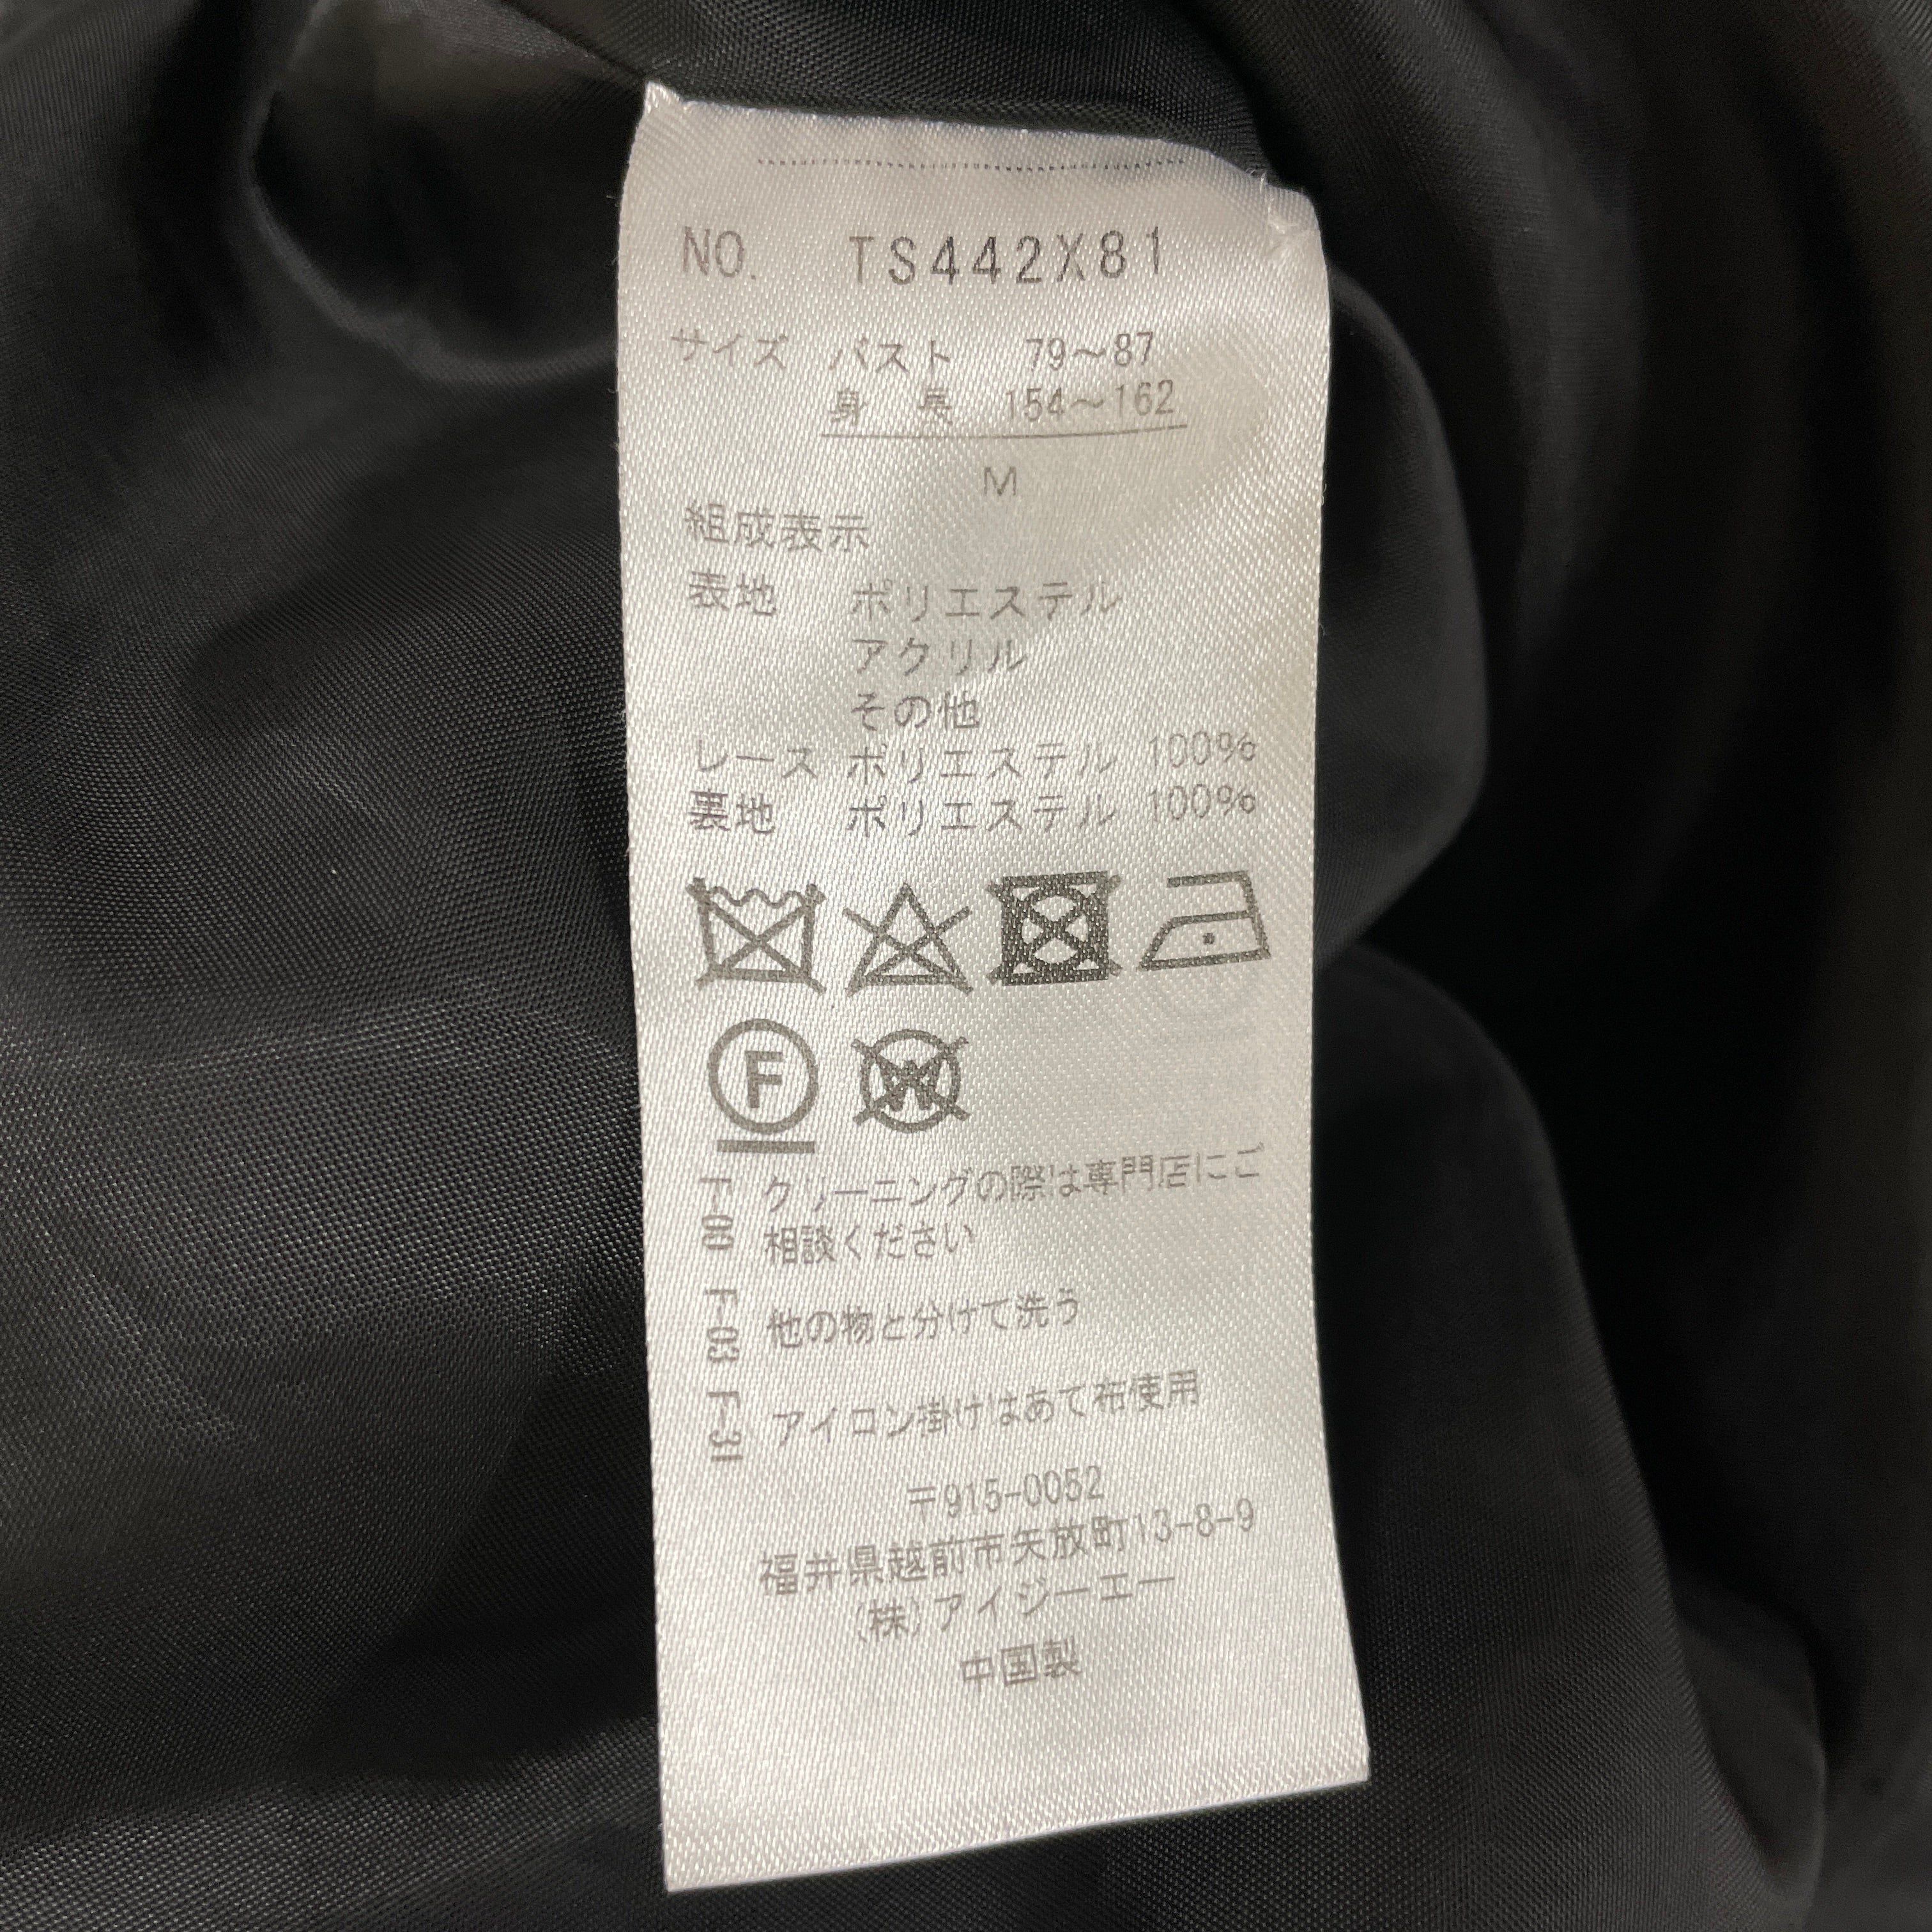 NO. TS442X81
サイズ バスト 79~87
身 長 154~162
M
組成表示
表地 ポリエステル
アクリル
その他
レース ポリエステル 100%
裏地 ポリエステル 100%
F
W
T-00 クリーニングの際は専門店にご
相談ください
T-03 他の物と分けて洗う
T-31 アイロン掛けはあて布使用
〒915-0052
福井県越前市矢放町13-8-9
(株)アイジーエー
中国製